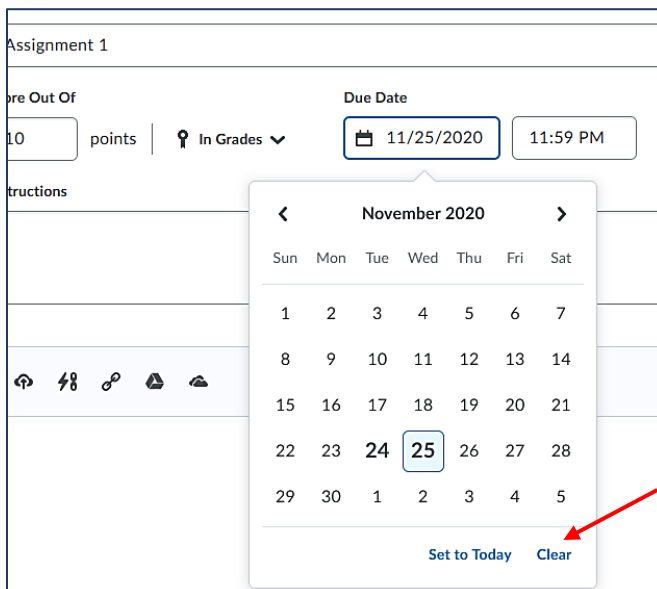 Assignment 1
ore Out Of
Due Date
10 points In Grades 11/25/2020 11:59 PM
tructions
November 2020
Sun Mon Tue Wed Thu Fri Sat
1 2 3 4 5 6 7
8 9 10 11 12 13 14
15 16 17 18 19 20 21
22 23 24 25 26 27 28
29 30 1 2 3 4 5
Set to Today Clear